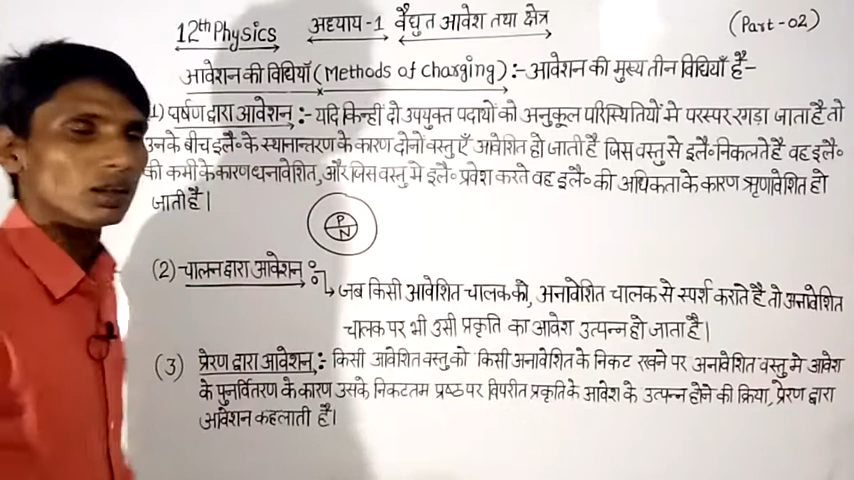 12th Physics अध्याय -1 वैद्युत आवेश तथा क्षेत्र (Part-02)
आवेशन की विधियाँ (Methods of charging) :- आवेशन की मुख्य तीन विधियाँ है-
1) घर्षण द्वारा आवेशन :- यदि किन्हीं दो उपयुक्त पदार्थो को अनुकूल परिस्थितियों मे परस्पर रगड़ा जाता है तो
उनके बीच इलै० के स्थानान्तरण के कारण दोनों वस्तुएँ आवेशित हो जाती है जिस वस्तु से इलै० निकलते है वह इलै०
की कमी के कारण धनावेशित, और जिस वस्तु मे इलै० प्रवेश करते वह इलै० की अधिकता के कारण ऋृणावेशित हो
जाती है।
P
N
(2)-चालन द्वारा आवेशन :-
जब किसी आवेशित चालक को, अनावेशित चालक से स्पर्श कराते है तो अनावेशित
चालक पर भी उसी प्रकृति का आवेश उत्पन्न हो जाता है।
(3) प्रेरण द्वारा आवेशन :- किसी आवेशित वस्तु को किसी अनावेशित के निकट रखने पर अनावेशित वस्तु मे आवेश
के पुनर्वितरण के कारण उसके निकटतम प्रष्ठ पर विपरीत प्रकृति के आवेश के उत्पन्न होने की क्रिया, प्रेरण द्वारा
आवेशन कहलाती है।